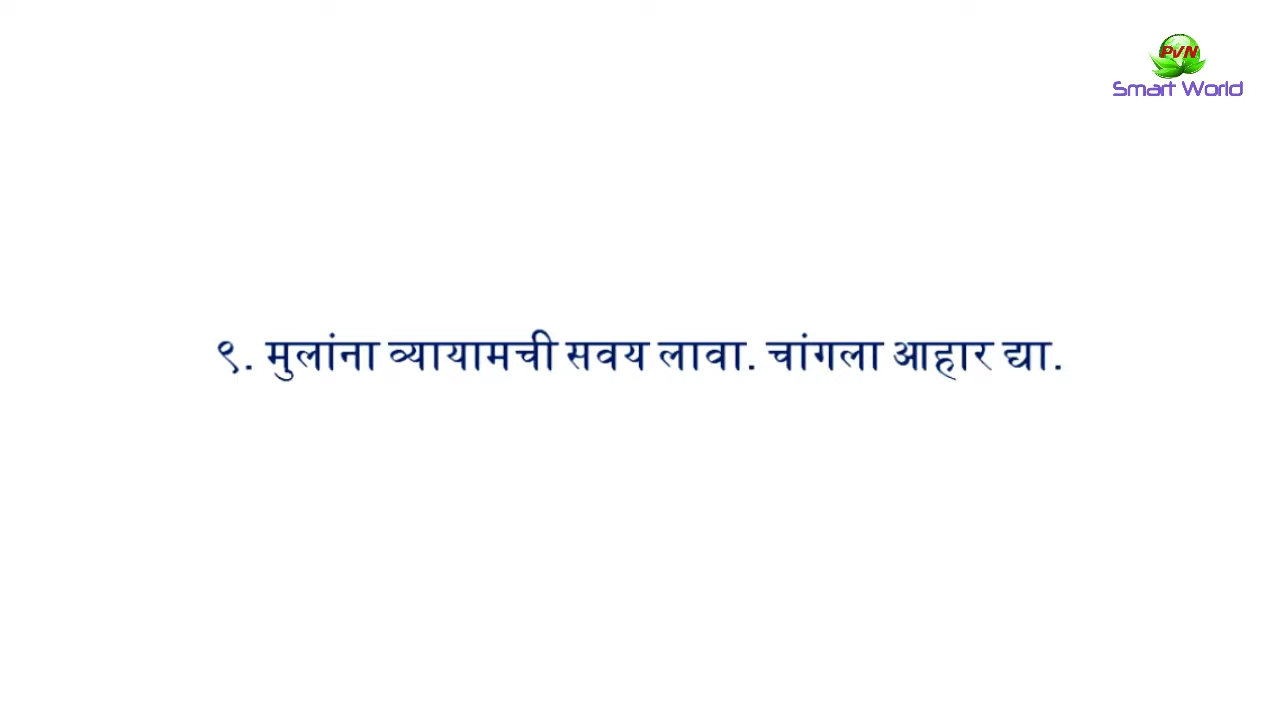 PVN
Smart World
९. मुलांना व्यायामची सवय लावा. चांगला आहार द्या.